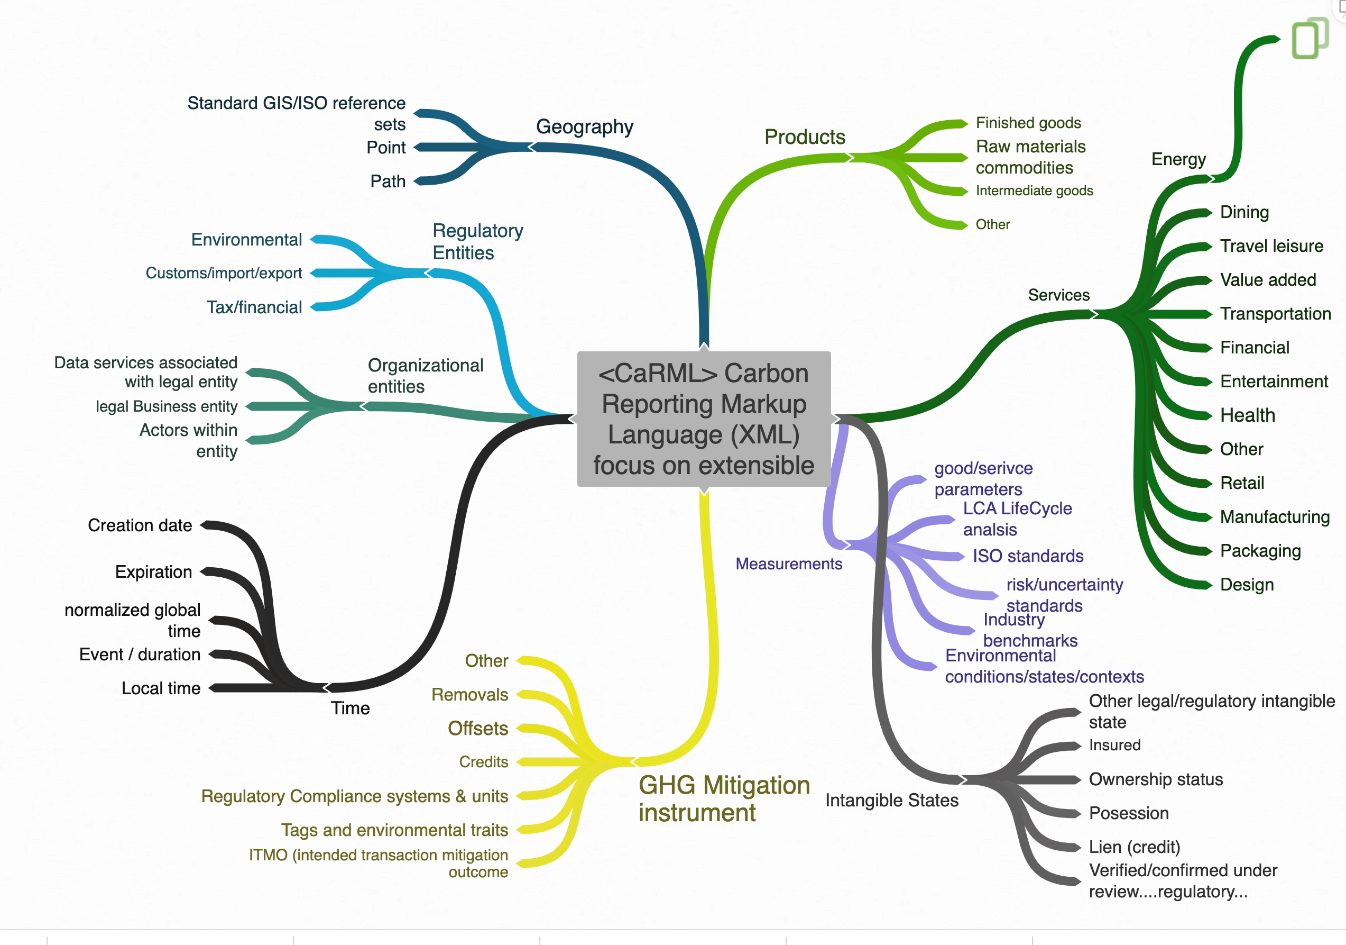 <CaRML> Carbon
Reporting Markup
Language (XML)
focus on extensible
Geography
Standard GIS/ISO reference
sets
Point
Path
Regulatory
Entities
Environmental
Customs/import/export
Tax/financial
Organizational
entities
Data services associated
with legal entity
legal Business entity
Actors within
entity
Time
Creation date
Expiration
normalized global
time
Event / duration
Local time
GHG Mitigation
instrument
Other
Removals
Offsets
Credits
Regulatory Compliance systems & units
Tags and environmental traits
ITMO (intended transaction mitigation
outcome
Products
Finished goods
Raw materials
commodities
Intermediate goods
Other
Services
Energy
Dining
Travel leisure
Value added
Transportation
Financial
Entertainment
Health
Other
Retail
Manufacturing
Packaging
Design
Measurements
good/serivce
parameters
LCA LifeCycle
analsis
ISO standards
risk/uncertainty
standards
Industry
benchmarks
Environmental
conditions/states/contexts
Intangible States
Other legal/regulatory intangible
state
Insured
Ownership status
Posession
Lien (credit)
Verified/confirmed under
review....regulatory...